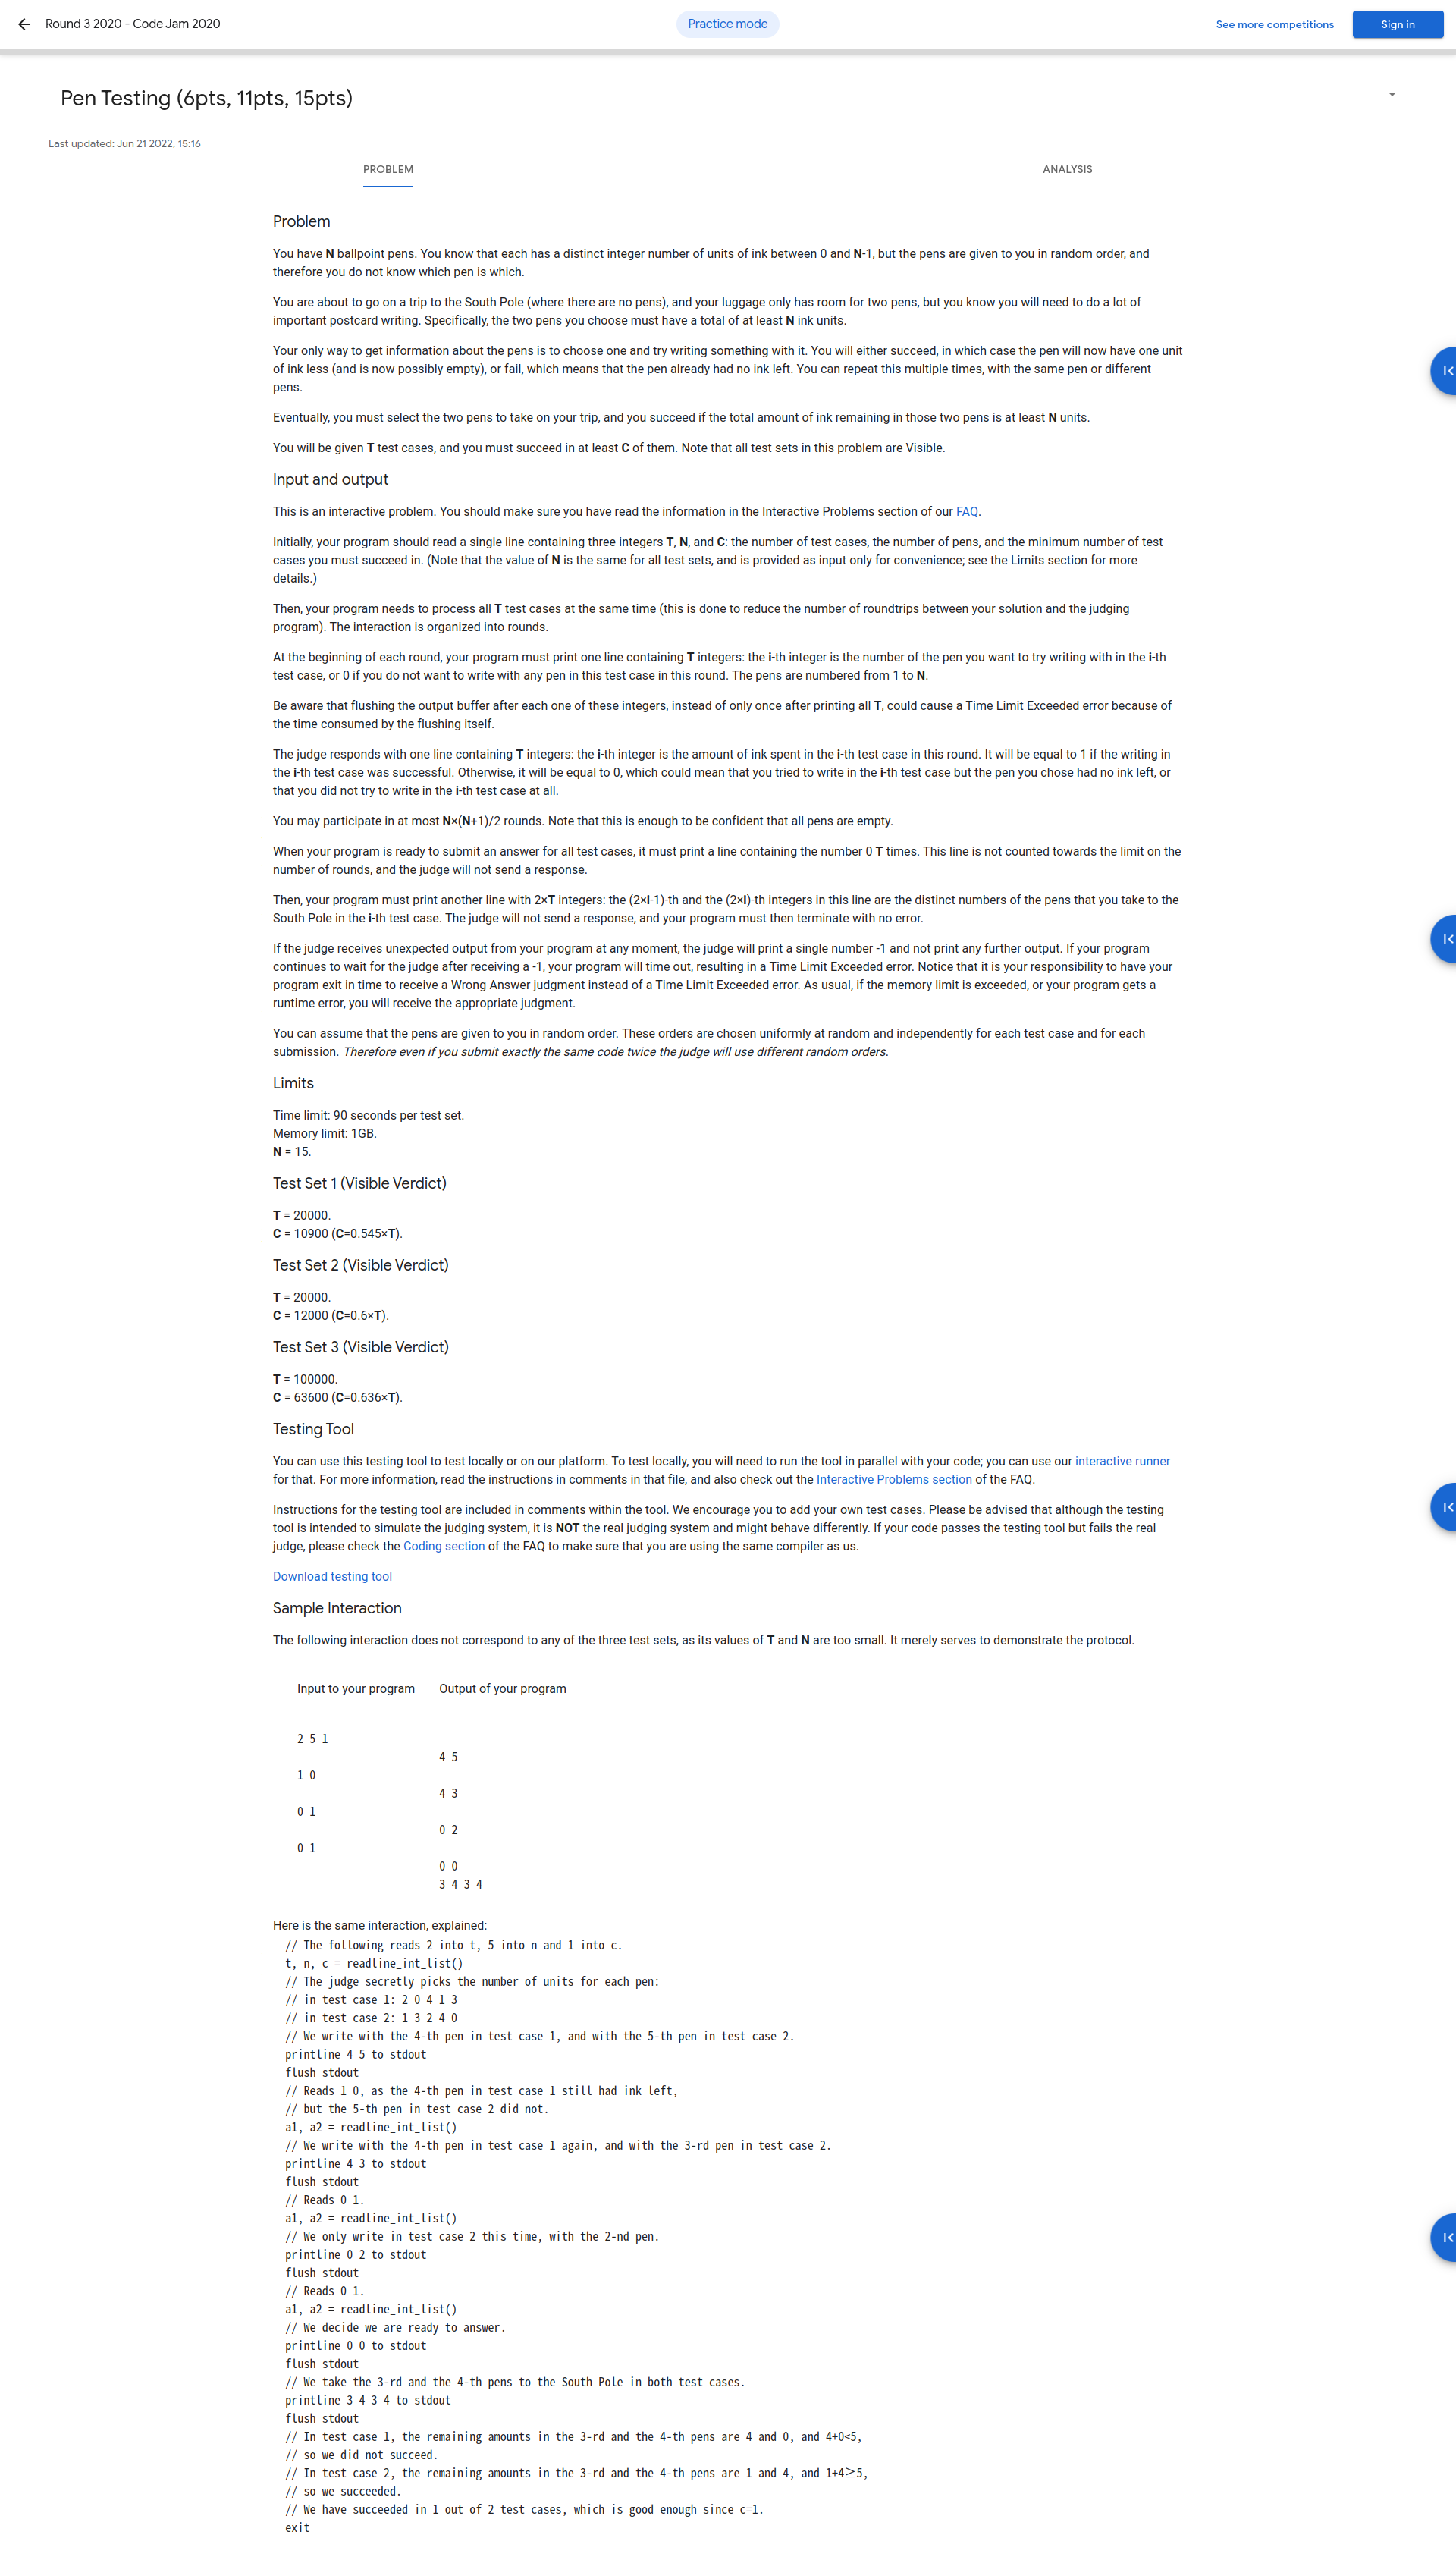 Round 3 2020 - Code Jam 2020
Practice mode
See more competitions
Sign in
Pen Testing (6pts, 11pts, 15pts)
Last updated: Jun 21 2022, 15:16
PROBLEM
ANALYSIS
Problem
You have N ballpoint pens. You know that each has a distinct integer number of units of ink between 0 and N-1, but the pens are given to you in random order, and
therefore you do not know which pen is which.
You are about to go on a trip to the South Pole (where there are no pens), and your luggage only has room for two pens, but you know you will need to do a lot of
important postcard writing. Specifically, the two pens you choose must have a total of at least N ink units.
Your only way to get information about the pens is to choose one and try writing something with it. You will either succeed, in which case the pen will now have one unit
of ink less (and is now possibly empty), or fail, which means that the pen already had no ink left. You can repeat this multiple times, with the same pen or different
pens.
Eventually, you must select the two pens to take on your trip, and you succeed if the total amount of ink remaining in those two pens is at least N units.
You will be given T test cases, and you must succeed in at least C of them. Note that all test sets in this problem are Visible.
Input and output
This is an interactive problem. You should make sure you have read the information in the Interactive Problems section of our FAQ.
Initially, your program should read a single line containing three integers T, N, and C: the number of test cases, the number of pens, and the minimum number of test
cases you must succeed in. (Note that the value of N is the same for all test sets, and is provided as input only for convenience; see the Limits section for more
details.)
Then, your program needs to process all T test cases at the same time (this is done to reduce the number of roundtrips between your solution and the judging
program). The interaction is organized into rounds.
At the beginning of each round, your program must print one line containing T integers: the i-th integer is the number of the pen you want to try writing with in the i-th
test case, or 0 if you do not want to write with any pen in this test case in this round. The pens are numbered from 1 to N.
Be aware that flushing the output buffer after each one of these integers, instead of only once after printing all T, could cause a Time Limit Exceeded error because of
the time consumed by the flushing itself.
The judge responds with one line containing T integers: the i-th integer is the amount of ink spent in the i-th test case in this round. It will be equal to 1 if the writing in
the i-th test case was successful. Otherwise, it will be equal to 0, which could mean that you tried to write in the i-th test case but the pen you chose had no ink left, or
that you did not try to write in the i-th test case at all.
You may participate in at most N×(N+1)/2 rounds. Note that this is enough to be confident that all pens are empty.
When your program is ready to submit an answer for all test cases, it must print a line containing the number 0 T times. This line is not counted towards the limit on the
number of rounds, and the judge will not send a response.
Then, your program must print another line with 2×T integers: the (2×i-1)-th and the (2×i)-th integers in this line are the distinct numbers of the pens that you take to the
South Pole in the i-th test case. The judge will not send a response, and your program must then terminate with no error.
If the judge receives unexpected output from your program at any moment, the judge will print a single number -1 and not print any further output. If your program
continues to wait for the judge after receiving a -1, your program will time out, resulting in a Time Limit Exceeded error. Notice that it is your responsibility to have your
program exit in time to receive a Wrong Answer judgment instead of a Time Limit Exceeded error. As usual, if the memory limit is exceeded, or your program gets a
runtime error, you will receive the appropriate judgment.
You can assume that the pens are given to you in random order. These orders are chosen uniformly at random and independently for each test case and for each
submission. Therefore even if you submit exactly the same code twice the judge will use different random orders.
Limits
Time limit: 90 seconds per test set.
Memory limit: 1GB.
N = 15.
Test Set 1 (Visible Verdict)
T = 20000.
C = 10900 (C=0.545×T).
Test Set 2 (Visible Verdict)
T = 20000.
C = 12000 (C=0.6×T).
Test Set 3 (Visible Verdict)
T = 100000.
C = 63600 (C=0.636×T).
Testing Tool
You can use this testing tool to test locally or on our platform. To test locally, you will need to run the tool in parallel with your code; you can use our interactive runner
for that. For more information, read the instructions in comments in that file, and also check out the Interactive Problems section of the FAQ.
Instructions for the testing tool are included in comments within the tool. We encourage you to add your own test cases. Please be advised that although the testing
tool is intended to simulate the judging system, it is NOT the real judging system and might behave differently. If your code passes the testing tool but fails the real
judge, please check the Coding section of the FAQ to make sure that you are using the same compiler as us.
Download testing tool
Sample Interaction
The following interaction does not correspond to any of the three test sets, as its values of T and N are too small. It merely serves to demonstrate the protocol.
Input to your program Output of your program
2 5 1
4 5
1 0
4 3
0 1
0 2
0 1
0 0
3 4 3 4
Here is the same interaction, explained:
// The following reads 2 into t, 5 into n and 1 into c.
t, n, c = readline_int_list()
// The judge secretly picks the number of units for each pen:
// in test case 1: 2 0 4 1 3
// in test case 2: 1 3 2 4 0
// We write with the 4-th pen in test case 1, and with the 5-th pen in test case 2.
printline 4 5 to stdout
flush stdout
// Reads 1 0, as the 4-th pen in test case 1 still had ink left,
// but the 5-th pen in test case 2 did not.
a1, a2 = readline_int_list()
// We write with the 4-th pen in test case 1 again, and with the 3-rd pen in test case 2.
printline 4 3 to stdout
flush stdout
// Reads 0 1.
a1, a2 = readline_int_list()
// We only write in test case 2 this time, with the 2-nd pen.
printline 0 2 to stdout
flush stdout
// Reads 0 1.
a1, a2 = readline_int_list()
// We decide we are ready to answer.
printline 0 0 to stdout
flush stdout
// We take the 3-rd and the 4-th pens to the South Pole in both test cases.
printline 3 4 3 4 to stdout
flush stdout
// In test case 1, the remaining amounts in the 3-rd and the 4-th pens are 4 and 0, and 4+0<5,
// so we did not succeed.
// In test case 2, the remaining amounts in the 3-rd and the 4-th pens are 1 and 4, and 1+4≥5,
// so we succeeded.
// We have succeeded in 1 out of 2 test cases, which is good enough since c=1.
exit